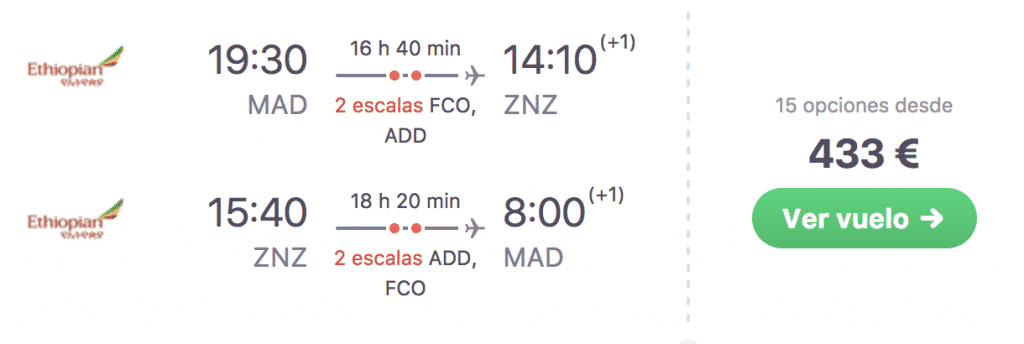 Ethiopian
19:30
16 h 40 min
14:10 (+1)
MAD
2 escalas FCO,
ADD
ZNZ
15 opciones desde
433 €
Ver vuelo →
Ethiopian
15:40
18 h 20 min
8:00 (+1)
ZNZ
2 escalas ADD,
FCO
MAD